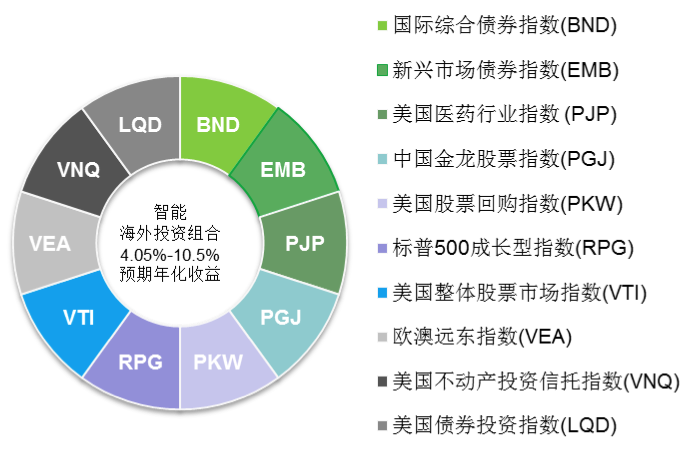 BND
EMB
PJP
PGJ
PKW
RPG
VTI
VEA
VNQ
LQD
智能
海外投资组合
4.05%-10.5%
预期年化收益
国际综合债券指数(BND)
新兴市场债券指数(EMB)
美国医药行业指数 (PJP)
中国金龙股票指数(PGJ)
美国股票回购指数(PKW)
标普500成长型指数(RPG)
美国整体股票市场指数(VTI)
欧澳远东指数(VEA)
美国不动产投资信托指数(VNQ)
美国债券投资指数(LQD)